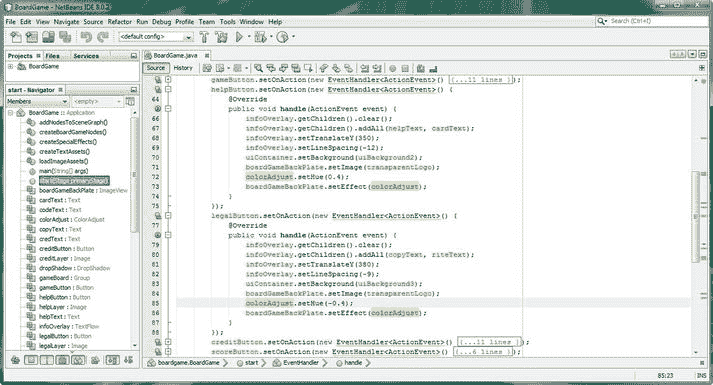 BoardGame - NetBeans IDE 8.0.2
File Edit View Navigate Source Refactor Run Debug Profile Team Tools Window Help
Search (Ctrl+I)
<default config>
Projects Files Services
BoardGame
start - Navigator
Members <empty>
BoardGame :: Application
addNodesToSceneGraph()
createBoardGameNodes()
createSpecialEffects()
createTextAssets()
loadImageAssets()
main(String[] args)
start(Stage primaryStage)
boardGameBackPlate : ImageView
cardText : Text
codeText : Text
colorAdjust : ColorAdjust
copyText : Text
credText : Text
creditButton : Button
creditLayer : Image
dropShadow : DropShadow
gameBoard : Group
gameButton : Button
helpButton : Button
helpLayer : Image
helpText : Text
infoOverlay : TextFlow
legalButton : Button
legalLayer : Image
BoardGame.java
Source History
gameButton.setOnAction(new EventHandler<ActionEvent>() {...11 lines });
helpButton.setOnAction(new EventHandler<ActionEvent>() {
64 @Override
public void handle(ActionEvent event) {
66 infoOverlay.getChildren().clear();
67 infoOverlay.getChildren().addAll(helpText, cardText);
68 infoOverlay.setTranslateY(350);
69 infoOverlay.setLineSpacing(-12);
70 uiContainer.setBackground(uiBackground2);
71 boardGameBackPlate.setImage(transparentLogo);
72 colorAdjust.setHue(0.4);
73 boardGameBackPlate.setEffect(colorAdjust);
74 }
75 });
legalButton.setOnAction(new EventHandler<ActionEvent>() {
77 @Override
public void handle(ActionEvent event) {
79 infoOverlay.getChildren().clear();
80 infoOverlay.getChildren().addAll(copyText, riteText);
81 infoOverlay.setTranslateY(380);
82 infoOverlay.setLineSpacing(-9);
83 uiContainer.setBackground(uiBackground3);
84 boardGameBackPlate.setImage(transparentLogo);
85 colorAdjust.setHue(-0.4);
86 boardGameBackPlate.setEffect(colorAdjust);
87 }
88 });
creditButton.setOnAction(new EventHandler<ActionEvent>() {...11 lines });
scoreButton.setOnAction(new EventHandler<ActionEvent>() {...6 lines });
boardgame.BoardGame start EventHandler handle
85:23 INS